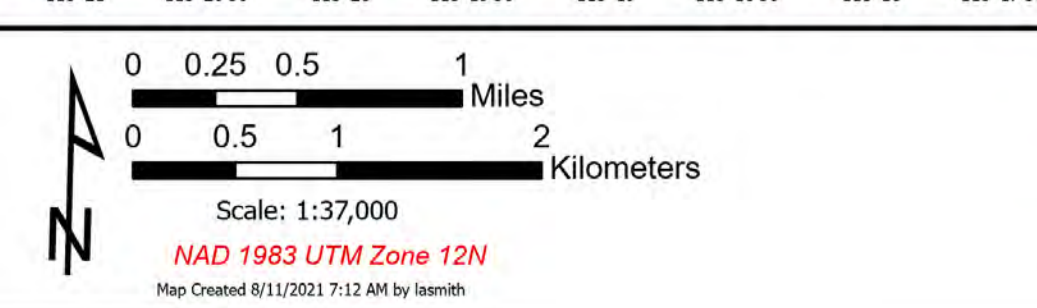 0 0.25 0.5 1
Miles
0 0.5 1 2
Kilometers
N
Scale: 1:37,000
NAD 1983 UTM Zone 12N
Map Created 8/11/2021 7:12 AM by lasmith